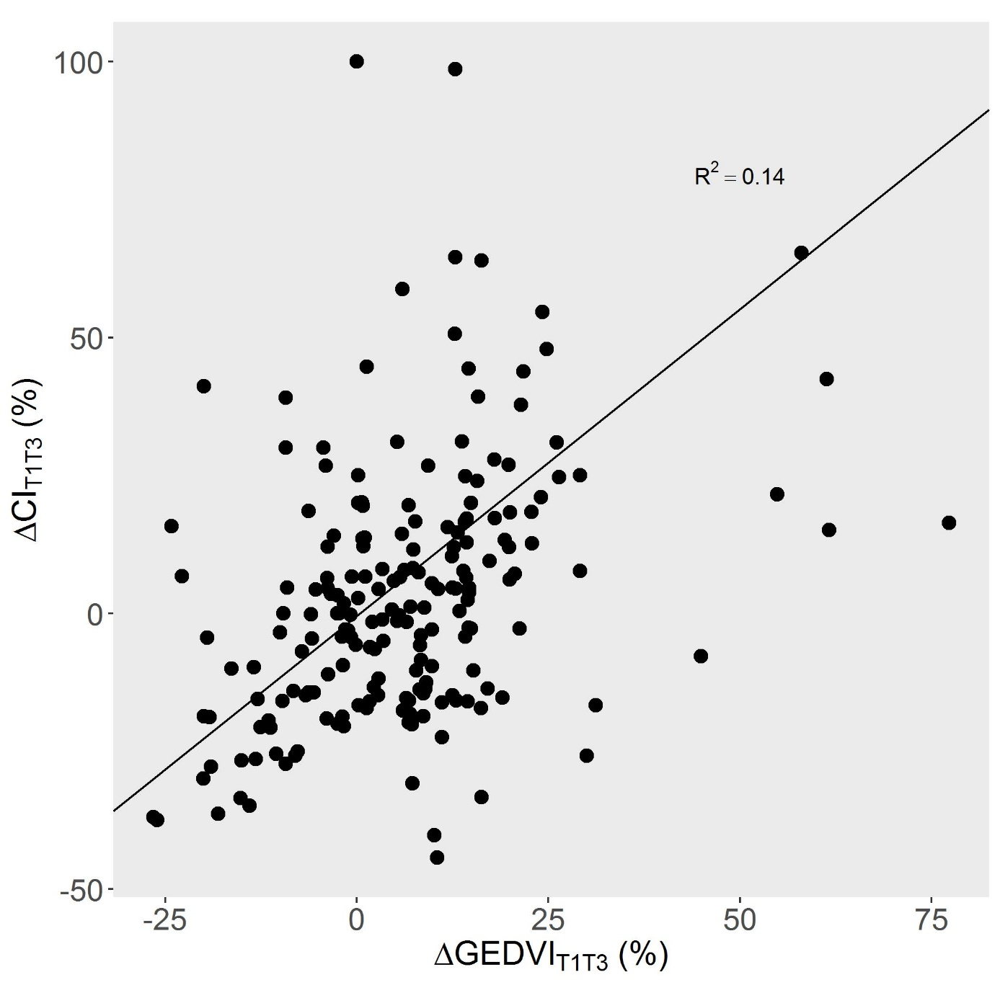 100
R² = 0.14
50
ΔCI_T1T3 (%)
0
-50
-25 0 25 50 75
ΔGEDVI_T1T3 (%)